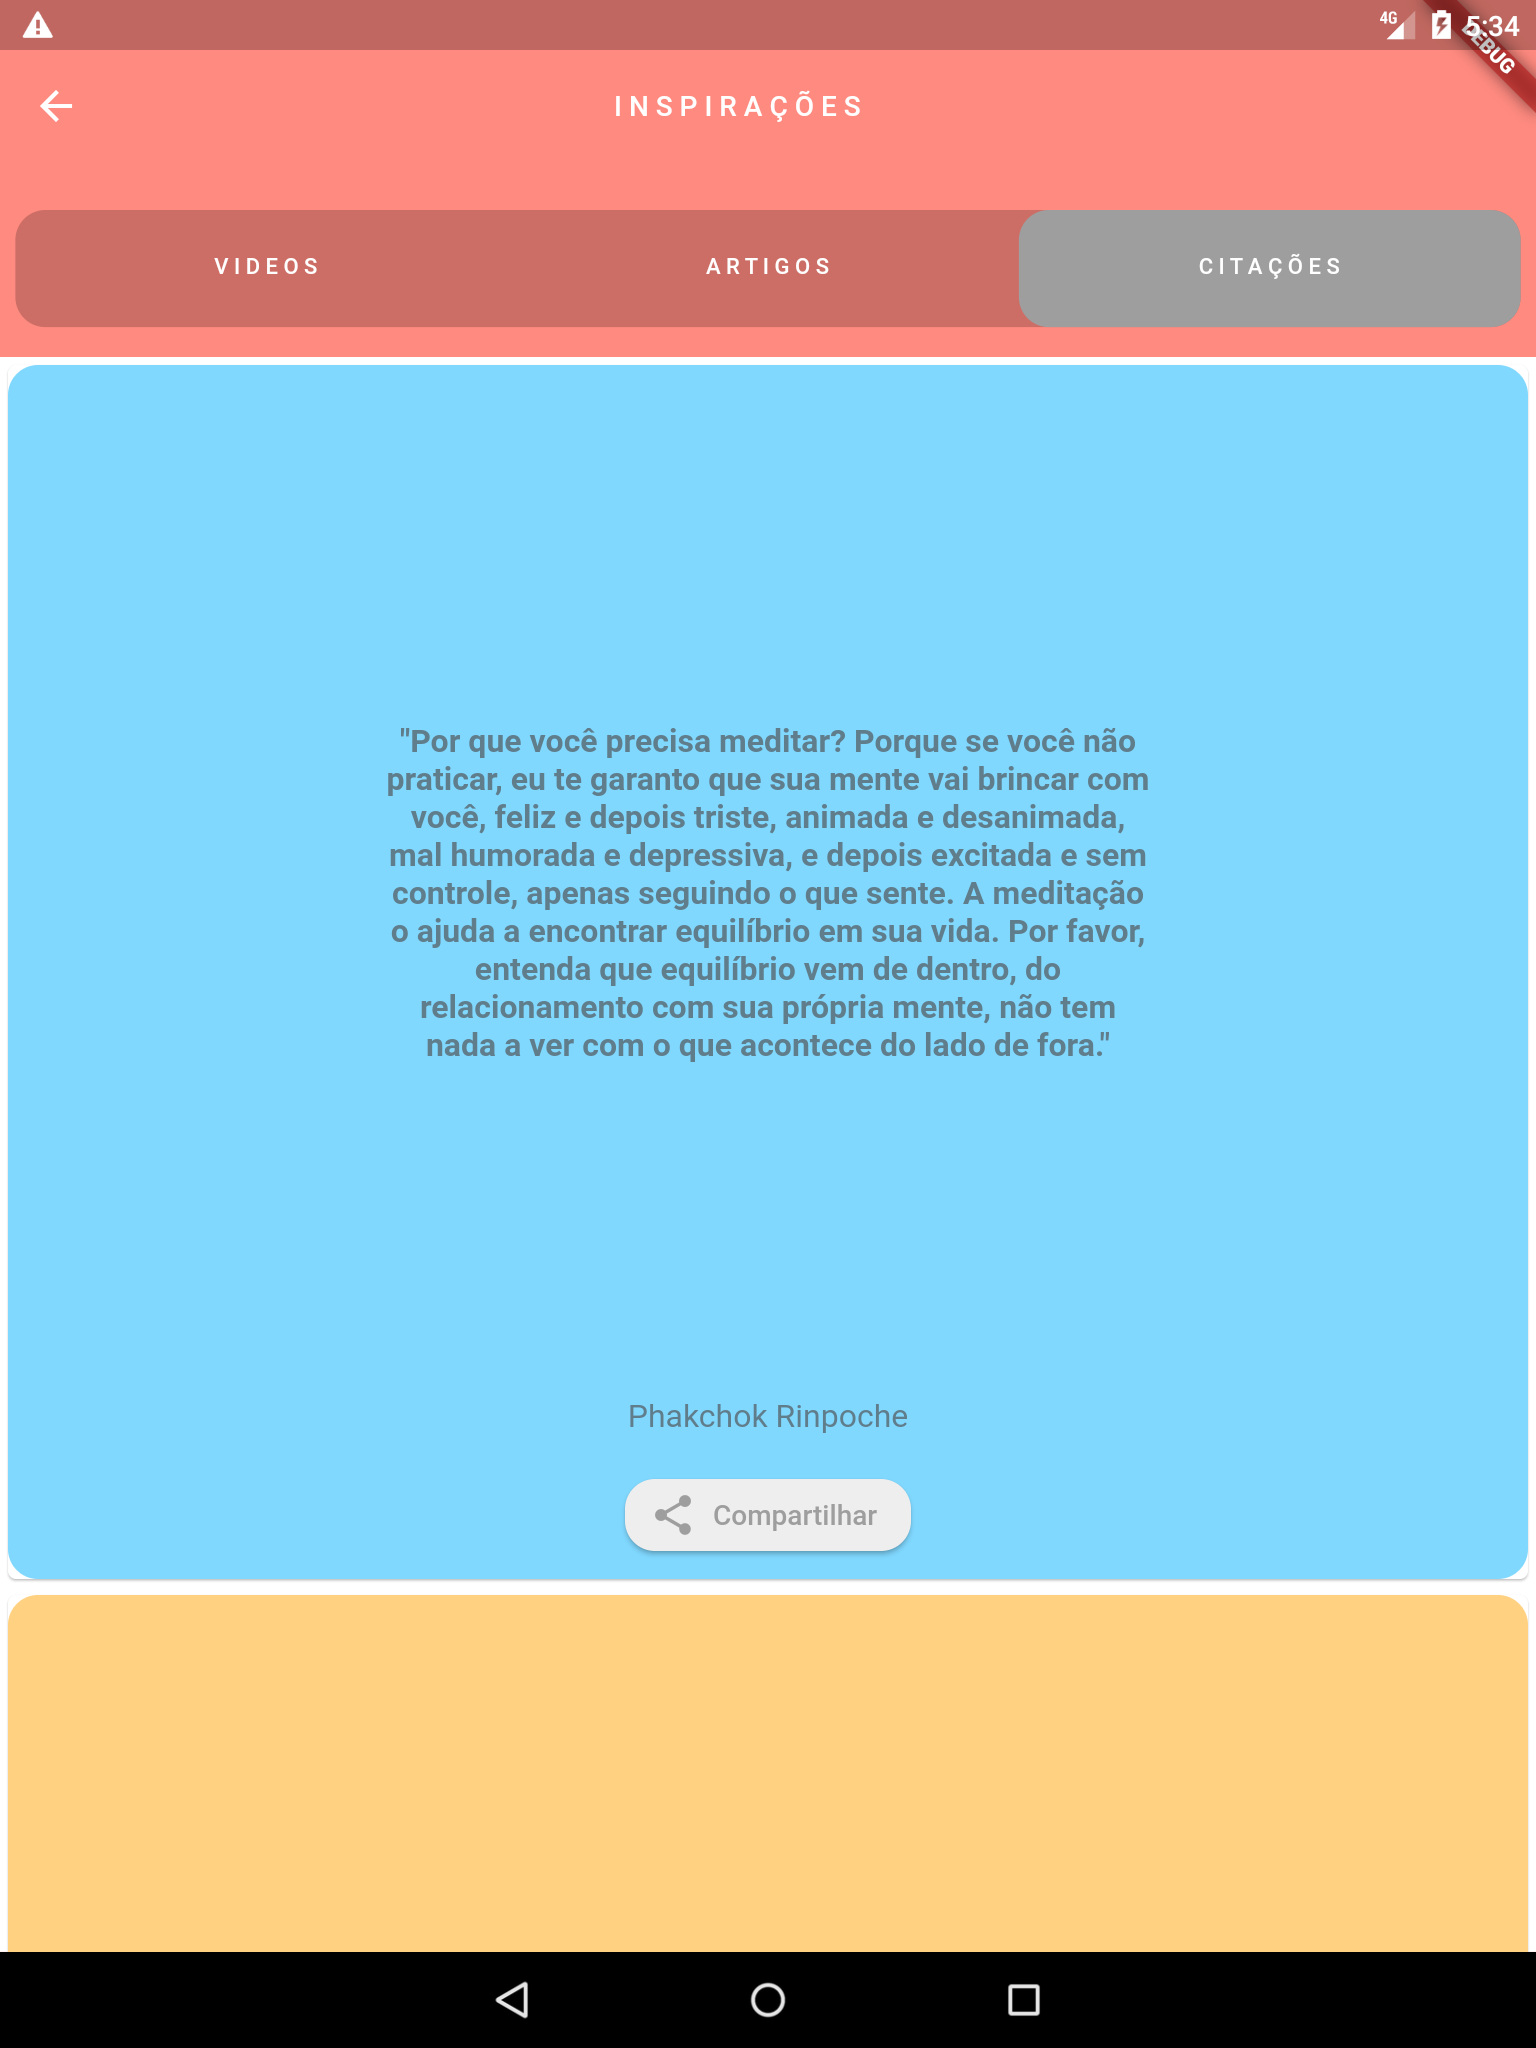 4G 5:34
DEBUG
INSPIRAÇÕES
VIDEOS ARTIGOS CITAÇÕES
"Por que você precisa meditar? Porque se você não
praticar, eu te garanto que sua mente vai brincar com
você, feliz e depois triste, animada e desanimada,
mal humorada e depressiva, e depois excitada e sem
controle, apenas seguindo o que sente. A meditação
o ajuda a encontrar equilíbrio em sua vida. Por favor,
entenda que equilíbrio vem de dentro, do
relacionamento com sua própria mente, não tem
nada a ver com o que acontece do lado de fora."
Phakchok Rinpoche
Compartilhar